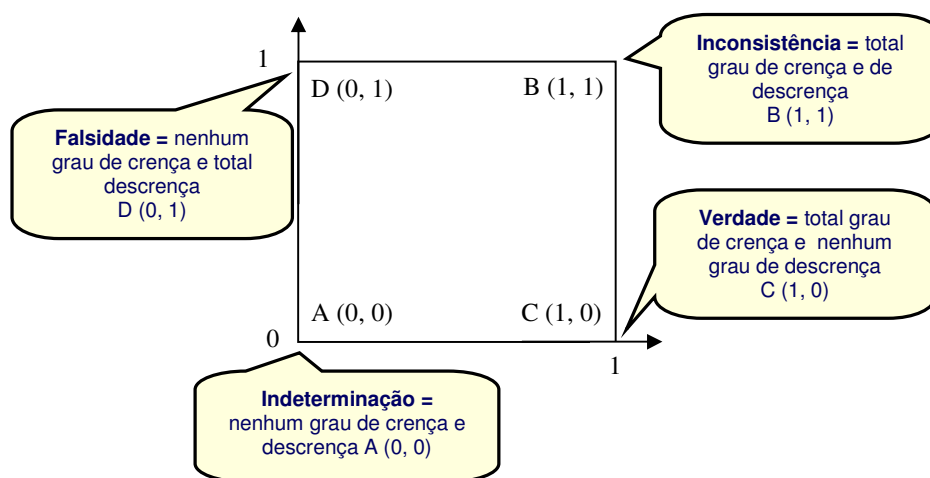 1
D (0, 1)
B (1, 1)
Inconsistência = total
grau de crença e de
descrença
B (1, 1)
Falsidade = nenhum
grau de crença e total
descrença
D (0, 1)
Verdade = total grau
de crença e nenhum
grau de descrença
C (1, 0)
A (0, 0)
C (1, 0)
0
1
Indeterminação =
nenhum grau de crença e
descrença A (0, 0)